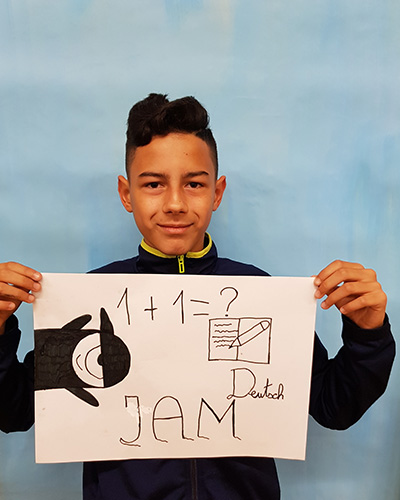 1 + 1 = ?
Deutsch
JAM